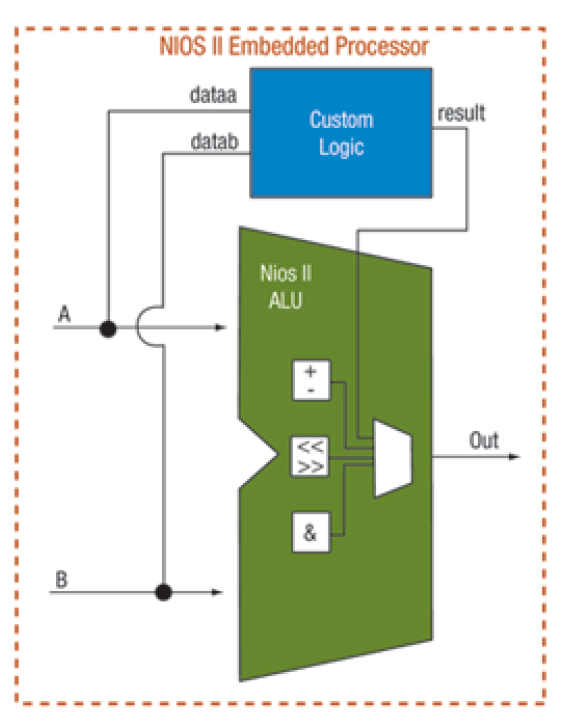 NIOS II Embedded Processor
dataa
Custom
Logic
result
datab
Nios II
ALU
A
+
-
<<
>>
Out
&
B